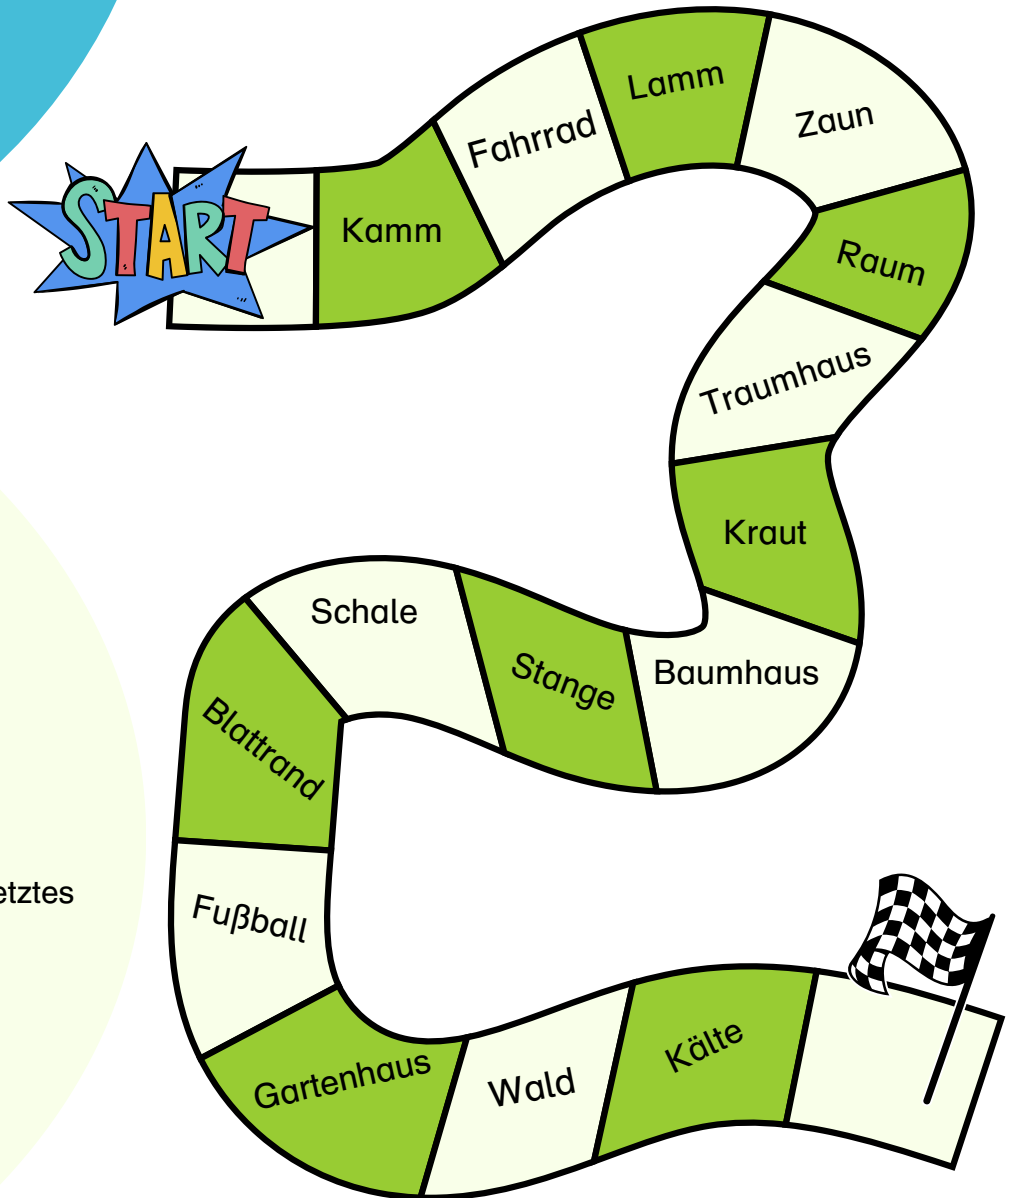 START
Kamm
Fahrrad
Lamm
Zaun
Raum
Traumhaus
Kraut
Baumhaus
Stange
Schale
Blattrand
Fußball
Gartenhaus
Wald
Kälte
etztes